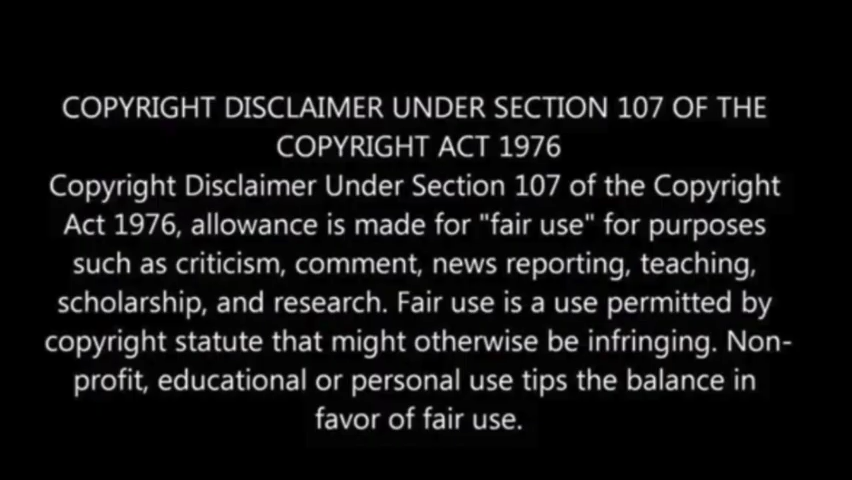 COPYRIGHT DISCLAIMER UNDER SECTION 107 OF THE
COPYRIGHT ACT 1976
Copyright Disclaimer Under Section 107 of the Copyright
Act 1976, allowance is made for "fair use" for purposes
such as criticism, comment, news reporting, teaching,
scholarship, and research. Fair use is a use permitted by
copyright statute that might otherwise be infringing. Non-
profit, educational or personal use tips the balance in
favor of fair use.